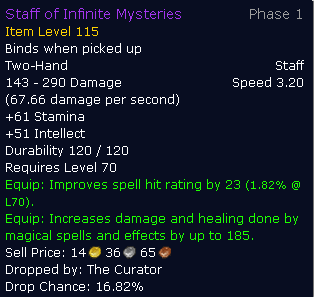 Staff of Infinite Mysteries Phase 1
Item Level 115
Binds when picked up
Two-Hand Staff
143 - 290 Damage Speed 3.20
(67.66 damage per second)
+61 Stamina
+51 Intellect
Durability 120 / 120
Requires Level 70
Equip: Improves spell hit rating by 23 (1.82% @
L70).
Equip: Increases damage and healing done by
magical spells and effects by up to 185.
Sell Price: 14 36 65
Dropped by: The Curator
Drop Chance: 16.82%